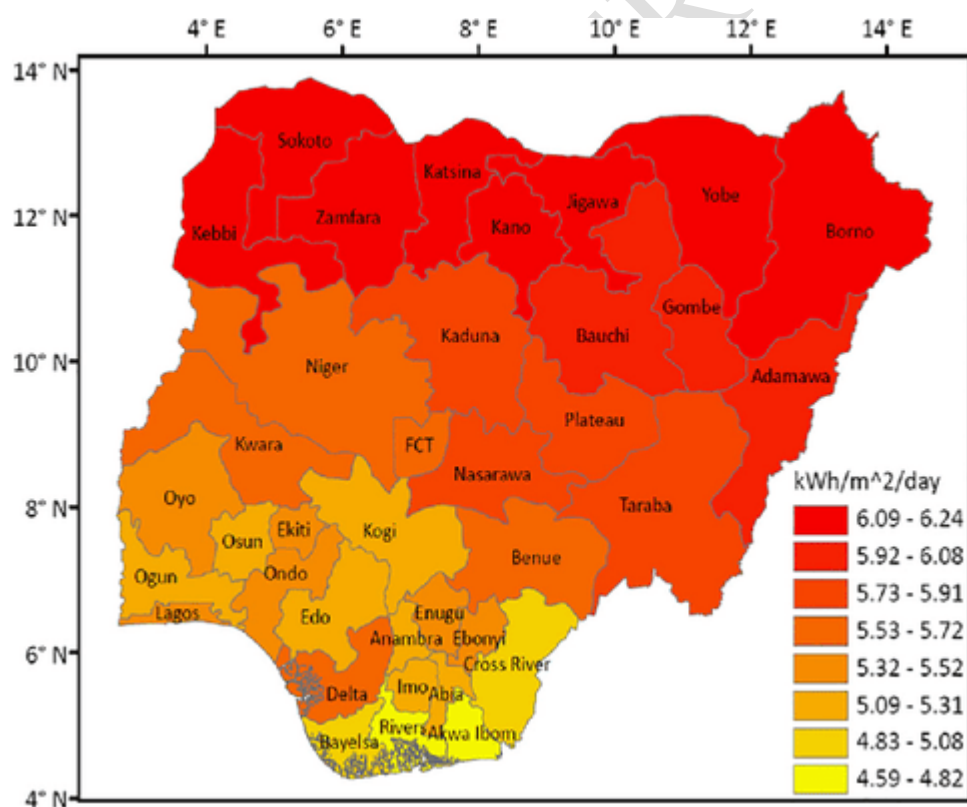 4° E 6° E 8° E 10° E 12° E 14° E
14° N
12° N
10° N
8° N
6° N
4° N
Sokoto
Katsina
Zamfara
Kebbi
Kano
Jigawa
Yobe
Borno
Gombe
Kaduna
Bauchi
Niger
Adamawa
Plateau
FCT
Kwara
Nasarawa
Oyo
Taraba
Osun
Ekiti
Kogi
Benue
Ogun
Ondo
Lagos
Edo
Enugu
Anambra
Ebonyi
Cross River
Delta
Imo
Abia
Rivers
Akwa Ibom
Bayelsa
kWh/m^2/day
6.09 - 6.24
5.92 - 6.08
5.73 - 5.91
5.53 - 5.72
5.32 - 5.52
5.09 - 5.31
4.83 - 5.08
4.59 - 4.82